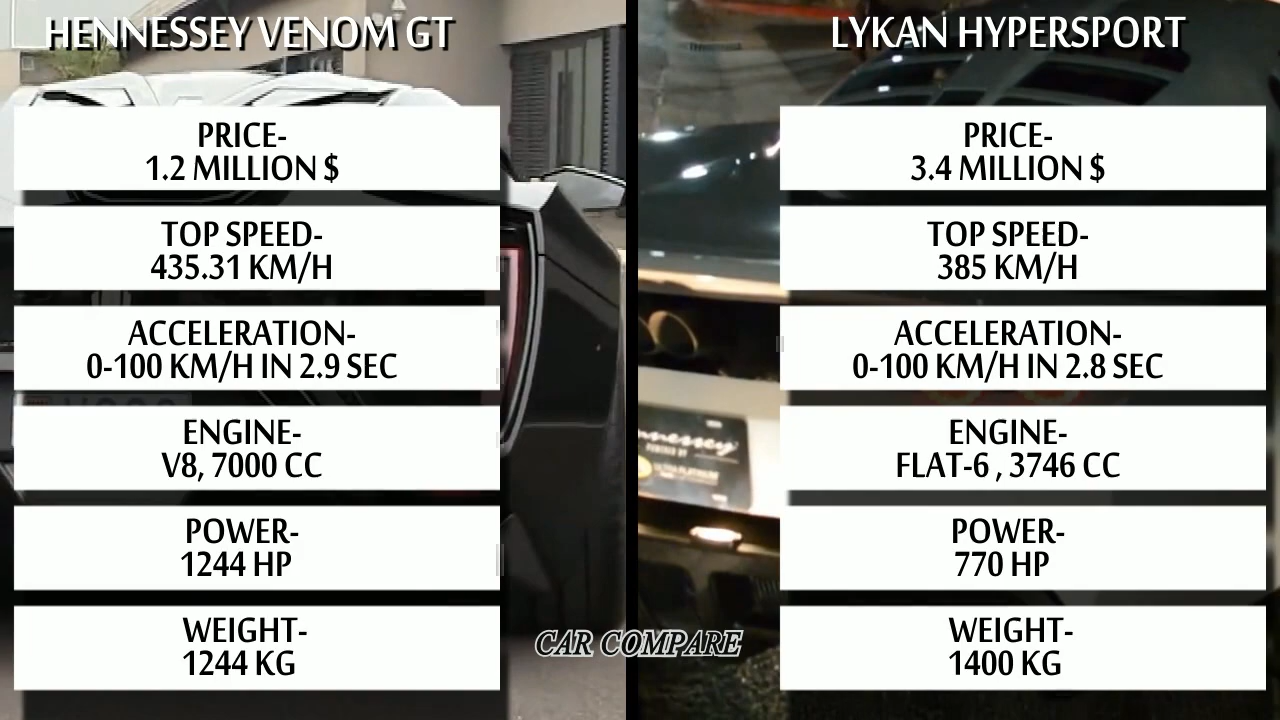 HENNESSEY VENOM GT
PRICE-
1.2 MILLION $
TOP SPEED-
435.31 KM/H
ACCELERATION-
0-100 KM/H IN 2.9 SEC
ENGINE-
V8, 7000 CC
POWER-
1244 HP
WEIGHT-
1244 KG
LYKAN HYPERSPORT
PRICE-
3.4 MILLION $
TOP SPEED-
385 KM/H
ACCELERATION-
0-100 KM/H IN 2.8 SEC
ENGINE-
FLAT-6 , 3746 CC
POWER-
770 HP
WEIGHT-
1400 KG
CAR COMPARE
POWERED BY